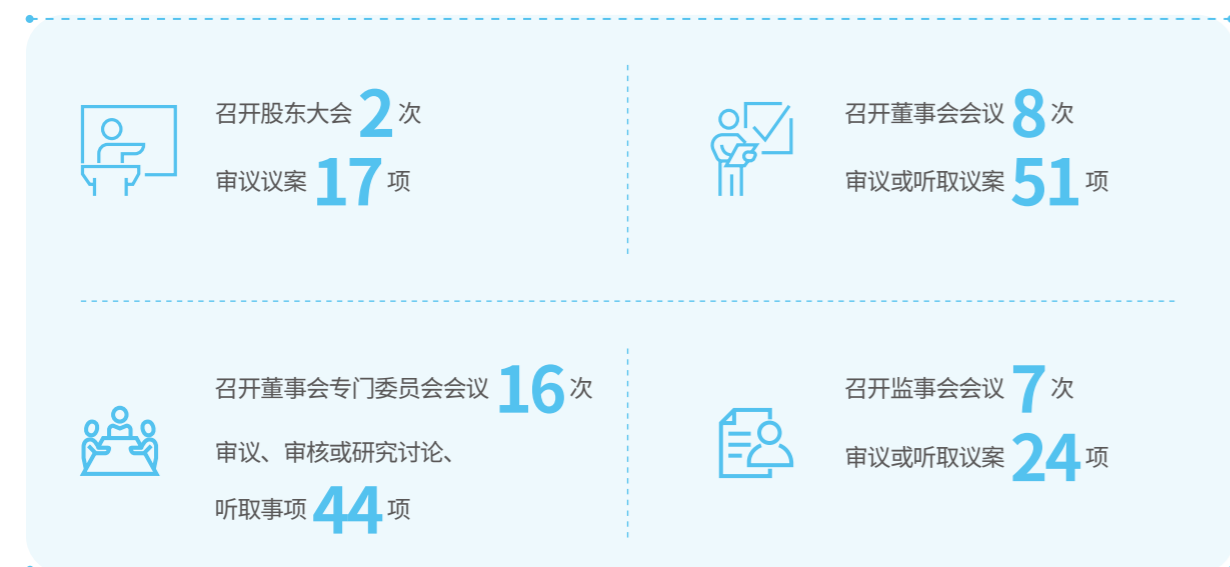 召开股东大会 2 次
审议议案 17 项
召开董事会会议 8 次
审议或听取议案 51 项
召开董事会专门委员会会议 16 次
审议、审核或研究讨论、
听取事项 44 项
召开监事会会议 7 次
审议或听取议案 24 项